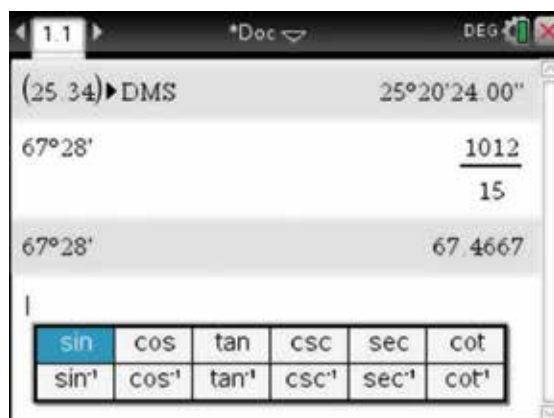 1.1 *Doc DEG
(25.34)▶DMS 25°20'24.00"
67°28' 1012
15
67°28' 67.4667
sin cos tan csc sec cot
sin⁻¹ cos⁻¹ tan⁻¹ csc⁻¹ sec⁻¹ cot⁻¹